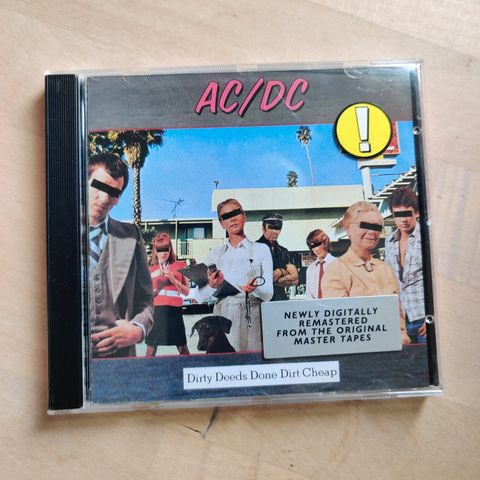 AC/DC
!
NEWLY DIGITALLY
REMASTERED
FROM THE ORIGINAL
MASTER TAPES
Dirty Deeds Done Dirt Cheap